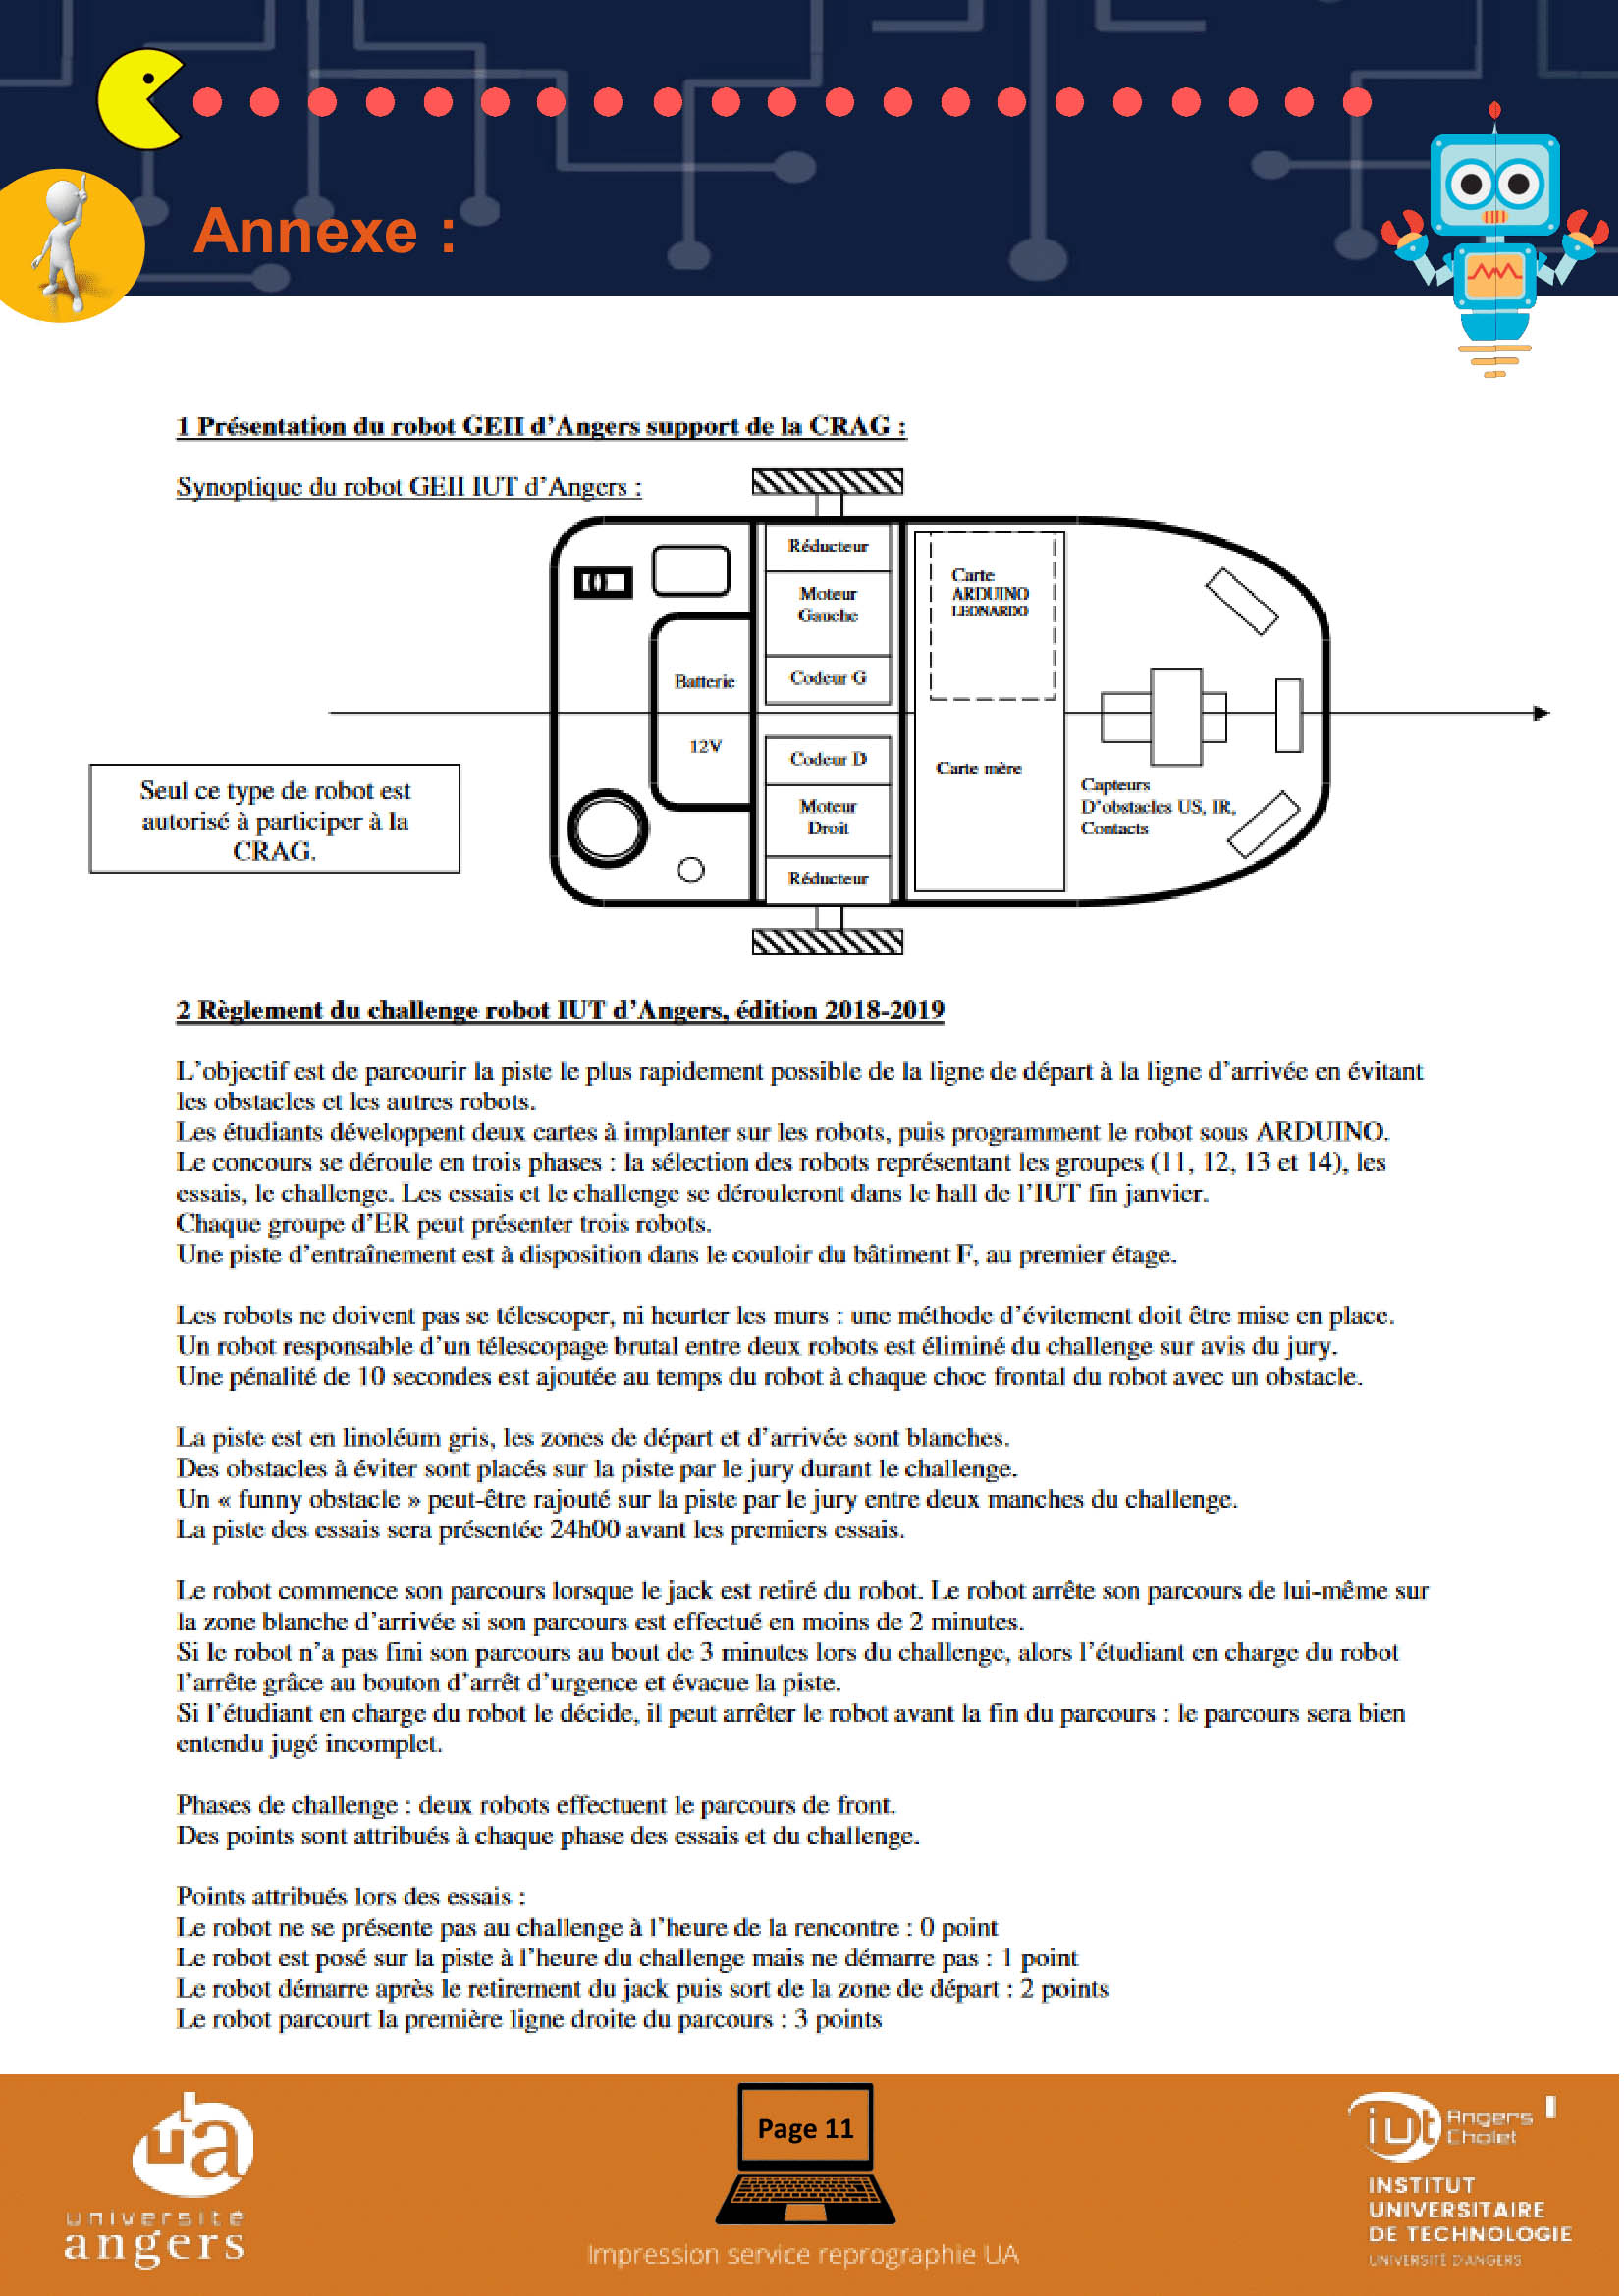 Annexe :
1 Présentation du robot GEII d'Angers support de la CRAG :
Synoptique du robot GEII IUT d'Angers :
Réducteur
Moteur
Gauche
Codeur G
Batterie
12V
Codeur D
Moteur
Droit
Réducteur
Carte
ARDUINO
LEONARDO
Carte mère
Capteurs
D'obstacles US, IR,
Contacts
Seul ce type de robot est
autorisé à participer à la
CRAG.
2 Règlement du challenge robot IUT d'Angers, édition 2018-2019
L'objectif est de parcourir la piste le plus rapidement possible de la ligne de départ à la ligne d'arrivée en évitant
les obstacles et les autres robots.
Les étudiants développent deux cartes à implanter sur les robots, puis programment le robot sous ARDUINO.
Le concours se déroule en trois phases : la sélection des robots représentant les groupes (11, 12, 13 et 14), les
essais, le challenge. Les essais et le challenge se dérouleront dans le hall de l'IUT fin janvier.
Chaque groupe d'ER peut présenter trois robots.
Une piste d'entraînement est à disposition dans le couloir du bâtiment F, au premier étage.
Les robots ne doivent pas se télescoper, ni heurter les murs : une méthode d'évitement doit être mise en place.
Un robot responsable d'un télescopage brutal entre deux robots est éliminé du challenge sur avis du jury.
Une pénalité de 10 secondes est ajoutée au temps du robot à chaque choc frontal du robot avec un obstacle.
La piste est en linoléum gris, les zones de départ et d'arrivée sont blanches.
Des obstacles à éviter sont placés sur la piste par le jury durant le challenge.
Un « funny obstacle » peut-être rajouté sur la piste par le jury entre deux manches du challenge.
La piste des essais sera présentée 24h00 avant les premiers essais.
Le robot commence son parcours lorsque le jack est retiré du robot. Le robot arrête son parcours de lui-même sur
la zone blanche d'arrivée si son parcours est effectué en moins de 2 minutes.
Si le robot n'a pas fini son parcours au bout de 3 minutes lors du challenge, alors l'étudiant en charge du robot
l'arrête grâce au bouton d'arrêt d'urgence et évacue la piste.
Si l'étudiant en charge du robot le décide, il peut arrêter le robot avant la fin du parcours : le parcours sera bien
entendu jugé incomplet.
Phases de challenge : deux robots effectuent le parcours de front.
Des points sont attribués à chaque phase des essais et du challenge.
Points attribués lors des essais :
Le robot ne se présente pas au challenge à l'heure de la rencontre : 0 point
Le robot est posé sur la piste à l'heure du challenge mais ne démarre pas : 1 point
Le robot démarre après le retirement du jack puis sort de la zone de départ : 2 points
Le robot parcourt la première ligne droite du parcours : 3 points
ua
université
angers
Page 11
Impression service reprographie UA
iut Angers
Cholet
INSTITUT
UNIVERSITAIRE
DE TECHNOLOGIE
UNIVERSITÉ D'ANGERS